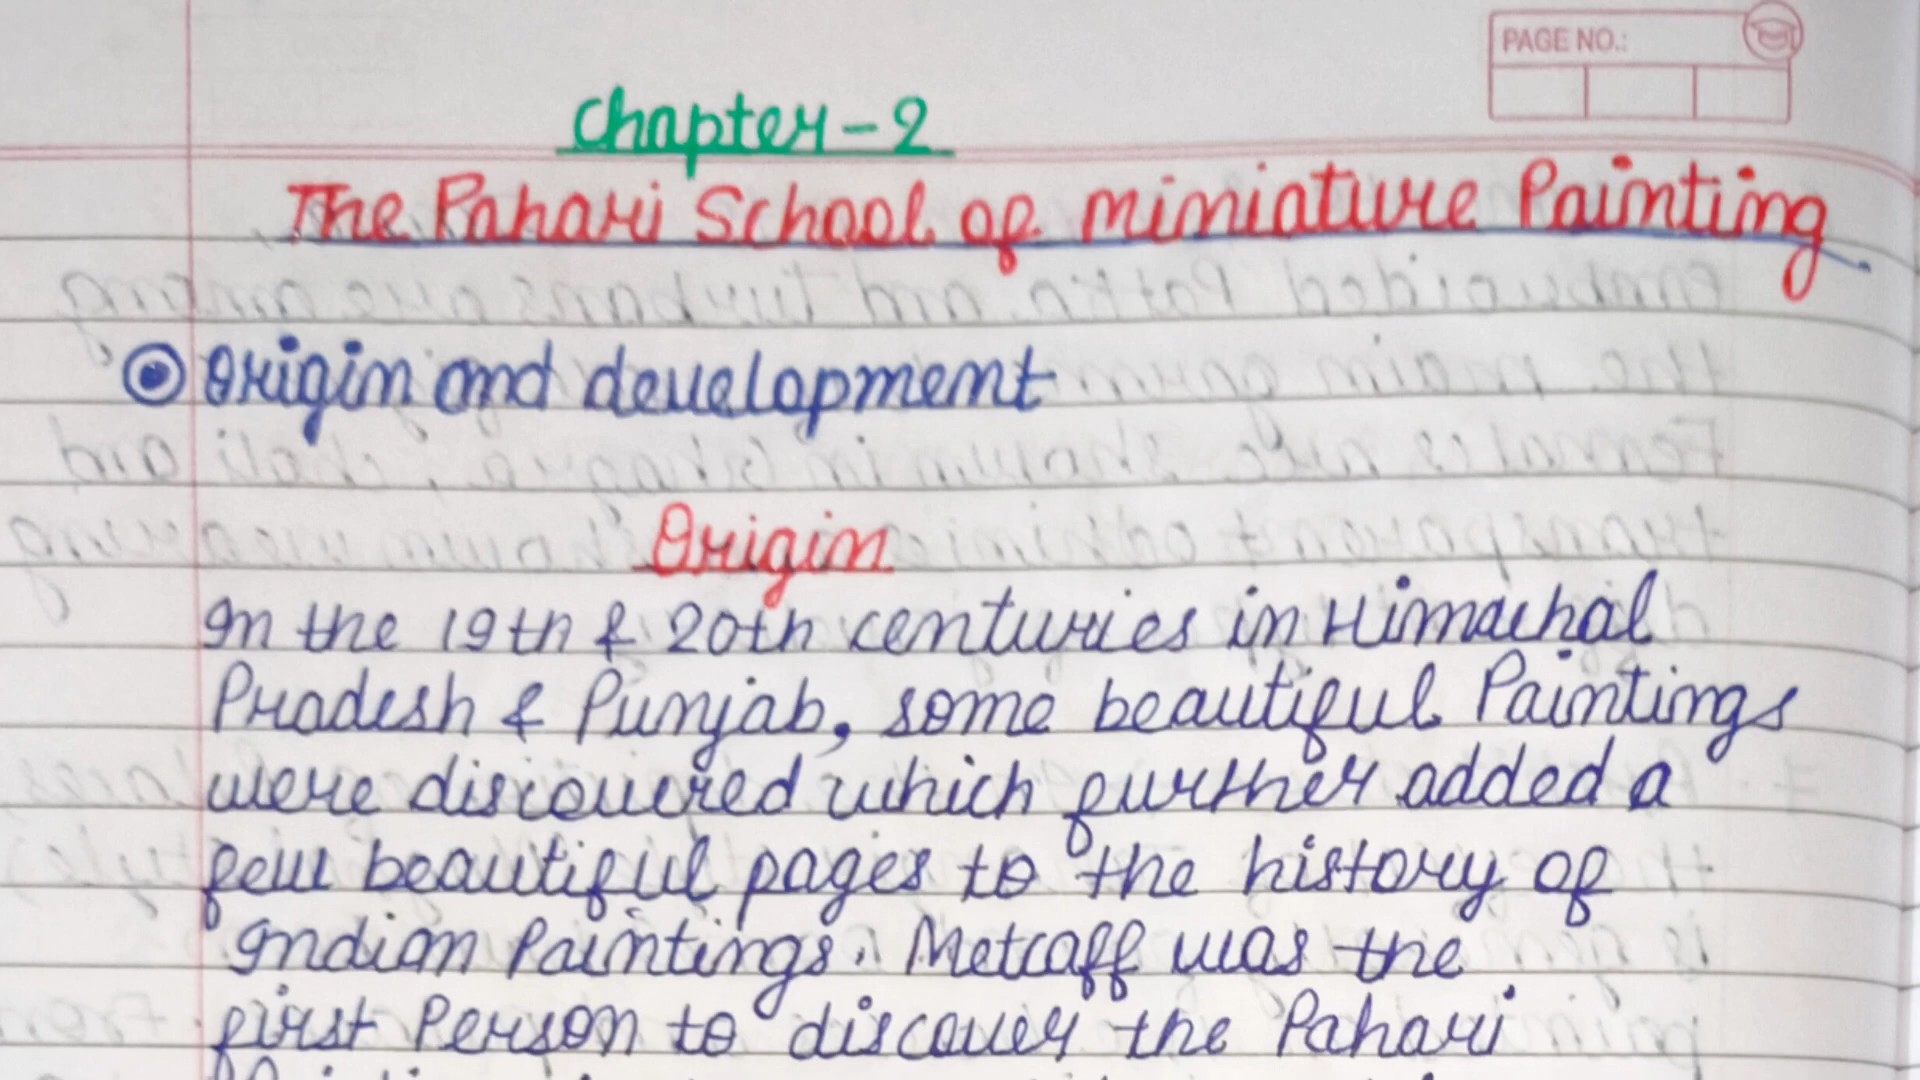 PAGE NO.:
Chapter-2
The Pahari School of miniature Painting
Origin and development
Origin
In the 19th & 20th centuries in Himachal
Pradesh & Punjab, some beautiful Paintings
were discovered which further added a
few beautiful pages to the history of
Indian Paintings. Metcaff was the
first Person to discover the Pahari